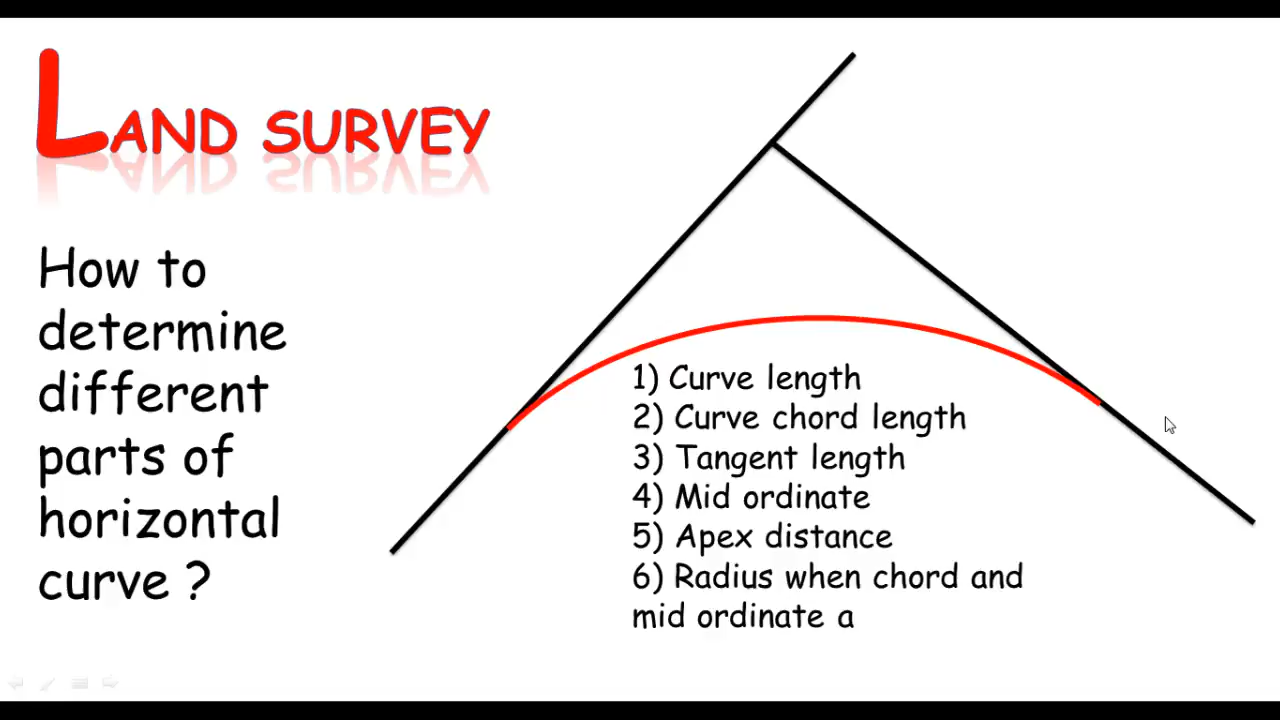 LAND SURVEY
How to
determine
different
parts of
horizontal
curve ?
1) Curve length
2) Curve chord length
3) Tangent length
4) Mid ordinate
5) Apex distance
6) Radius when chord and
mid ordinate a